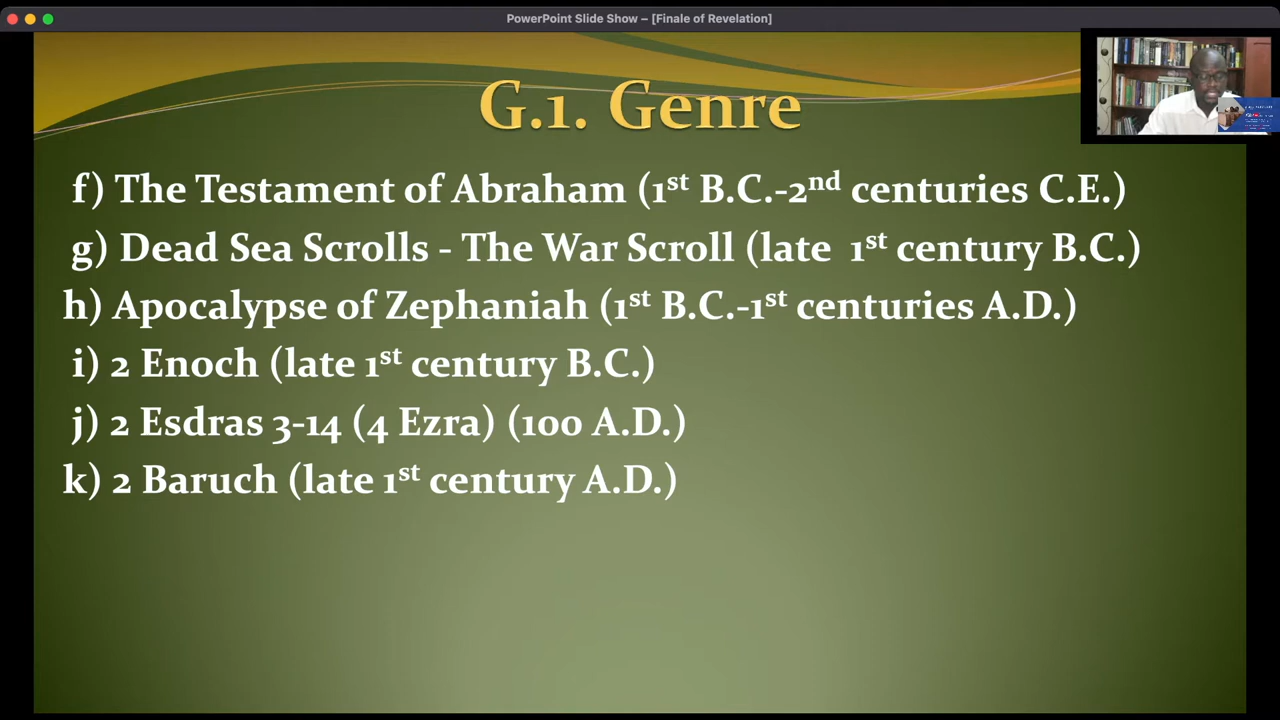 PowerPoint Slide Show – [Finale of Revelation]
G.1. Genre
f) The Testament of Abraham (1st B.C.-2nd centuries C.E.)
g) Dead Sea Scrolls - The War Scroll (late 1st century B.C.)
h) Apocalypse of Zephaniah (1st B.C.-1st centuries A.D.)
i) 2 Enoch (late 1st century B.C.)
j) 2 Esdras 3-14 (4 Ezra) (100 A.D.)
k) 2 Baruch (late 1st century A.D.)